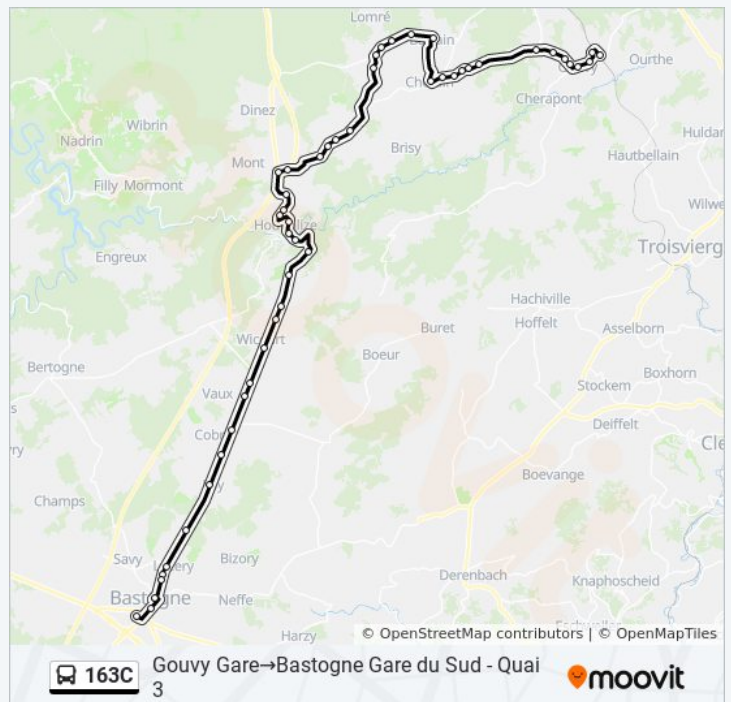 Lomré
Ourthe
Cherapont
Dinez
Wibrin
Nadrin
Brisy
Huldan
Hautbellain
Mont
Filly Mormont
Wilwe
Troisvierg
Engreux
Hachiville
Hoffelt
Asselborn
Buret
Boeur
Bertogne
Boxhorn
Stockem
Vaux
Deiffelt
Cle
Boevange
Champs
Savy
Bizory
Derenbach
Knaphoscheid
Bastogne
Neffe
Harzy
© OpenStreetMap contributors | © OpenMapTiles
163C
Gouvy Gare→Bastogne Gare du Sud - Quai
3
moovit